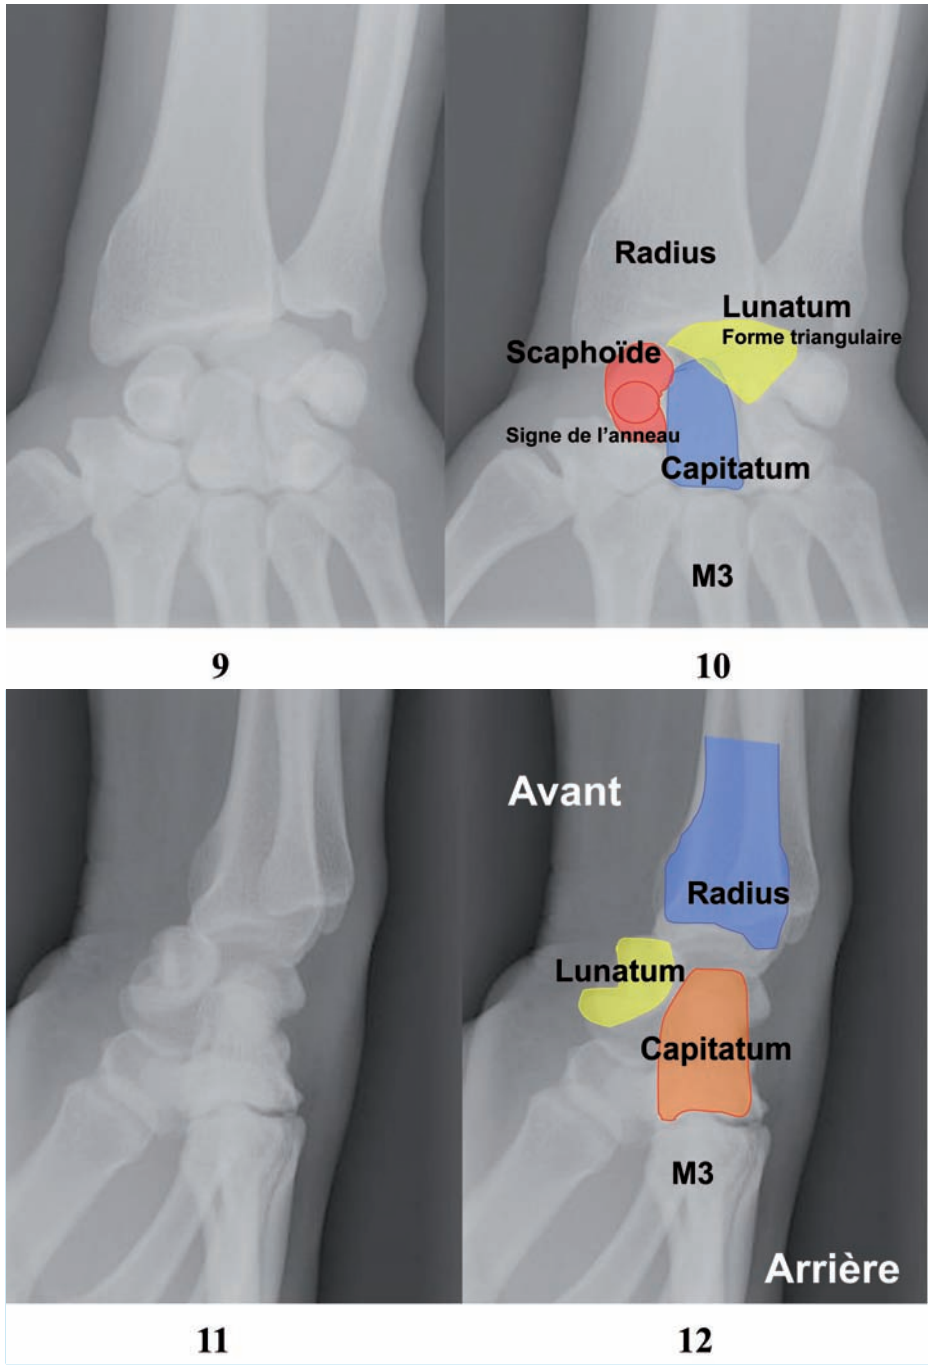 Radius
Lunatum
Forme triangulaire
Scaphoïde
Signe de l'anneau
Capitatum
M3
9
10
Avant
Radius
Lunatum
Capitatum
M3
Arrière
11
12